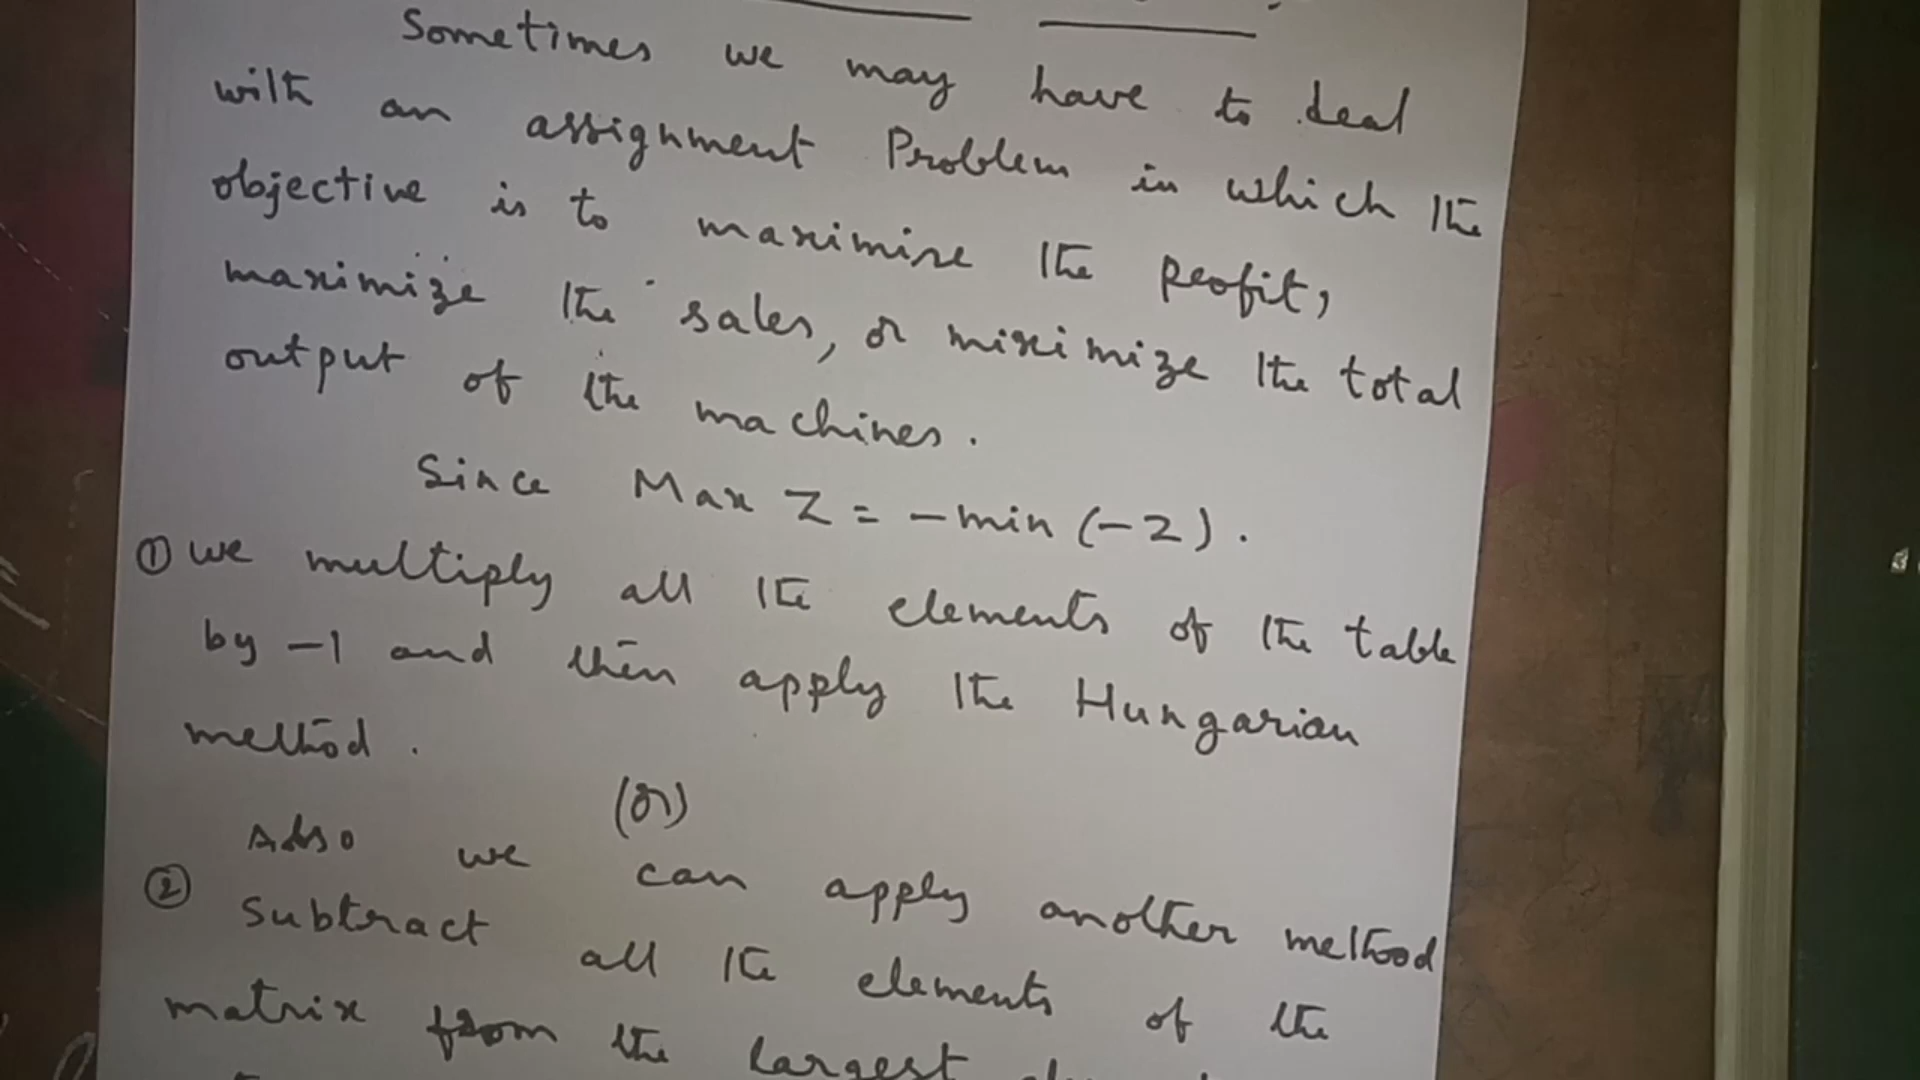 Sometimes we may have to deal
with an assignment Problem in which the
objective is to maximise the profit,
maximize the sales, or miximize the total
output of the machines.
Since Max Z = -min (-Z).
① we multiply all the elements of the table
by -1 and then apply the Hungarian
method.
(or)
Also we can apply another method
② Subtract all the elements of the
matrix from the largest